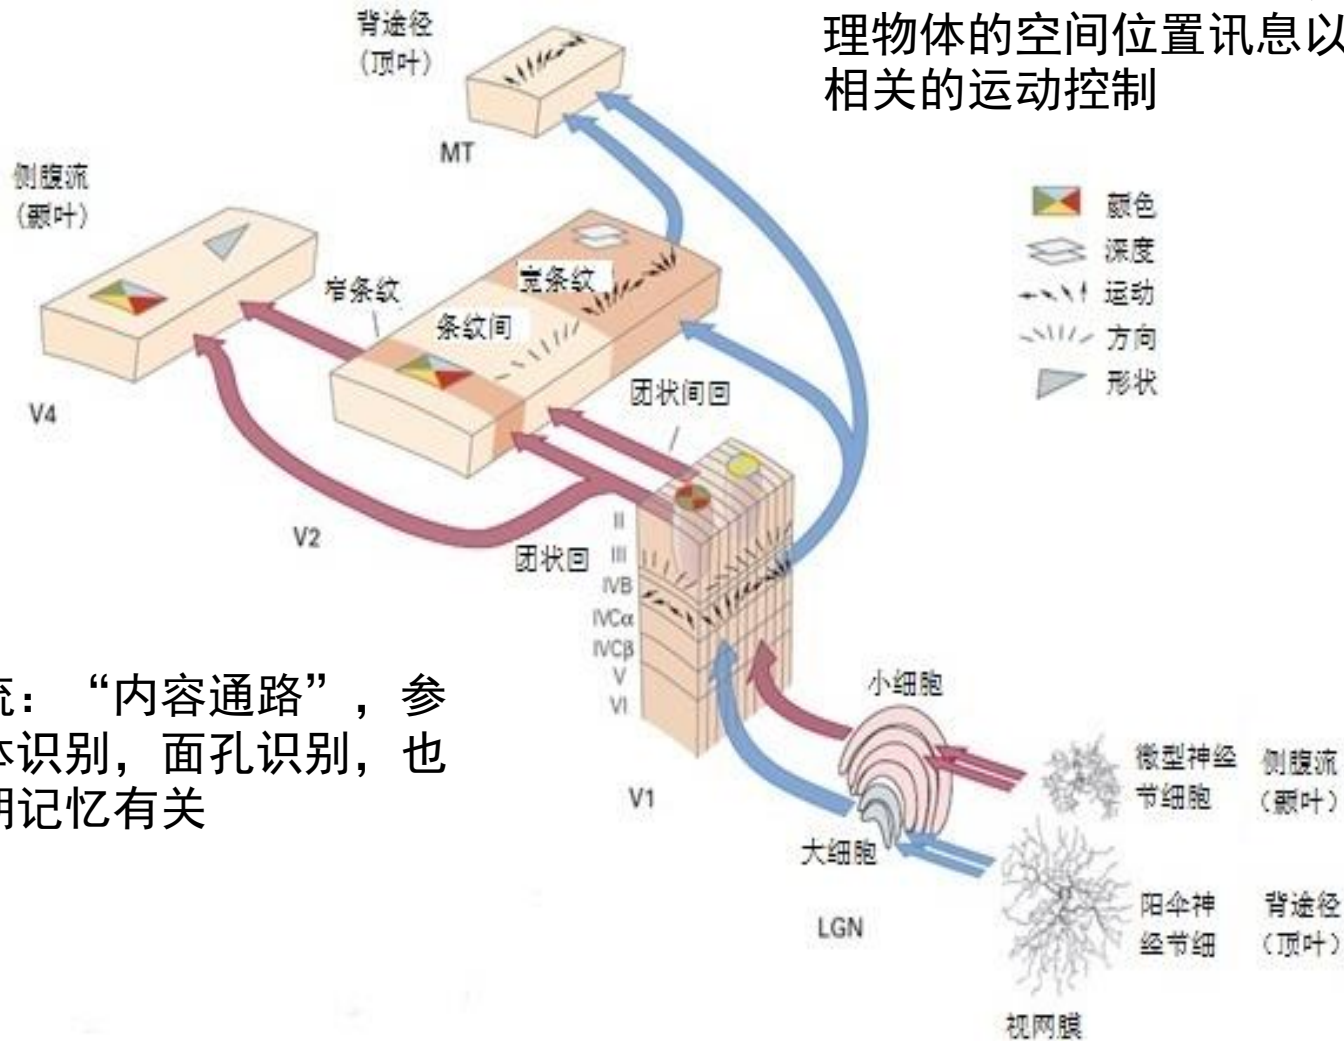 背途径
(顶叶)
理物体的空间位置讯息以
相关的运动控制
MT
侧腹流
(颞叶)
颜色
深度
运动
方向
形状
宽条纹
窄条纹
条纹间
团状间回
V4
V2
团状回
II
III
IVB
IVCα
IVCβ
V
VI
流：“内容通路”，参
体识别，面孔识别，也
期记忆有关
V1
小细胞
大细胞
LGN
微型神经
节细胞
侧腹流
(颞叶)
阳伞神
经节细
背途径
(顶叶)
视网膜